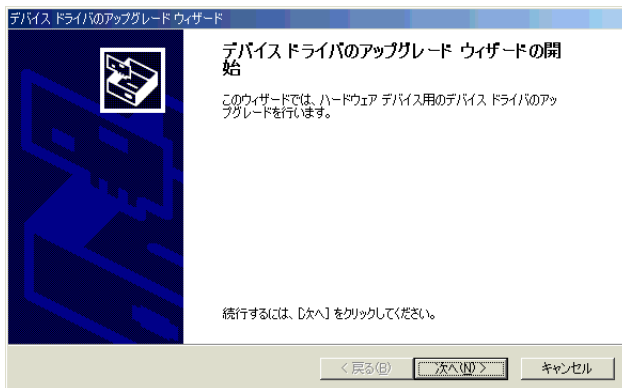 デバイス ドライバのアップグレード ウィザード
デバイス ドライバのアップグレード ウィザードの開
始
このウィザードでは、ハードウェア デバイス用のデバイス ドライバのアッ
プグレードを行います。
続行するには、[次へ] をクリックしてください。
< 戻る(B)
次へ(N) >
キャンセル